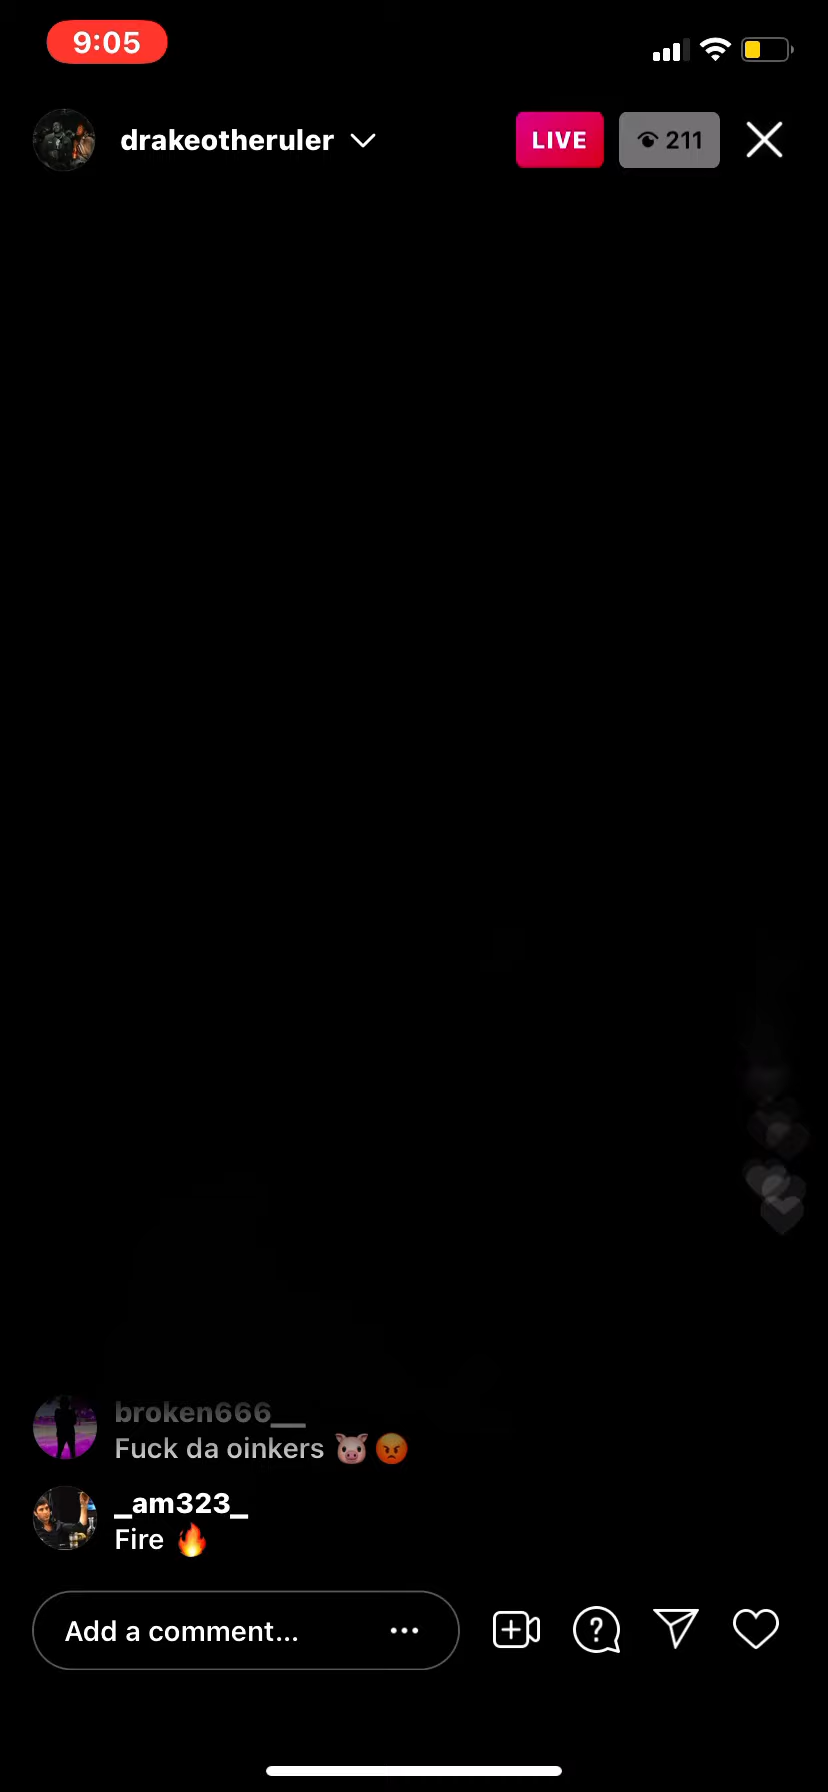 9:05
drakeotheruler
LIVE 211
broken666__
Fuck da oinkers 🐷😡
_am323_
Fire 🔥
Add a comment...